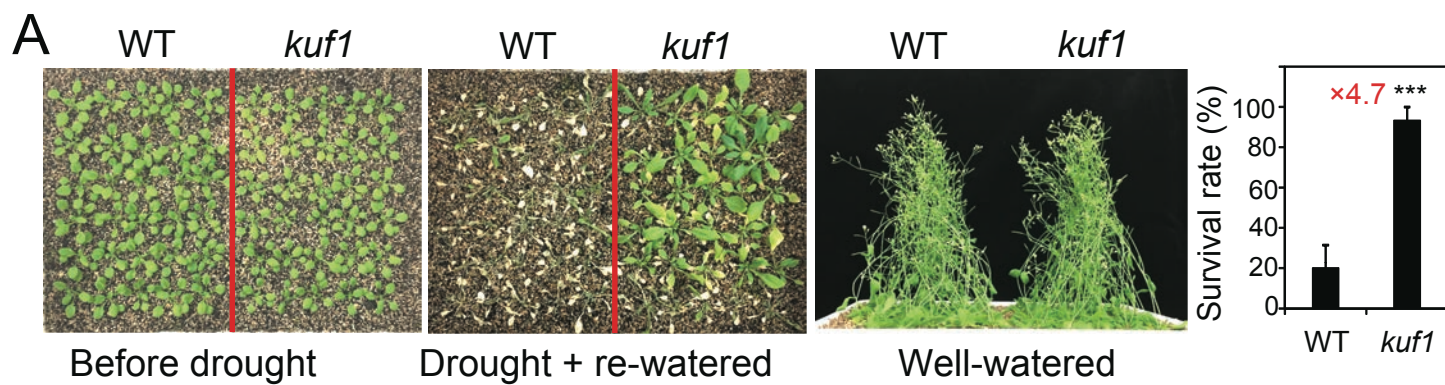 A
WT kuf1
WT kuf1
WT kuf1
Before drought
Drought + re-watered
Well-watered
Survival rate (%)
100
80
60
40
20
0
×4.7 ***
WT kuf1